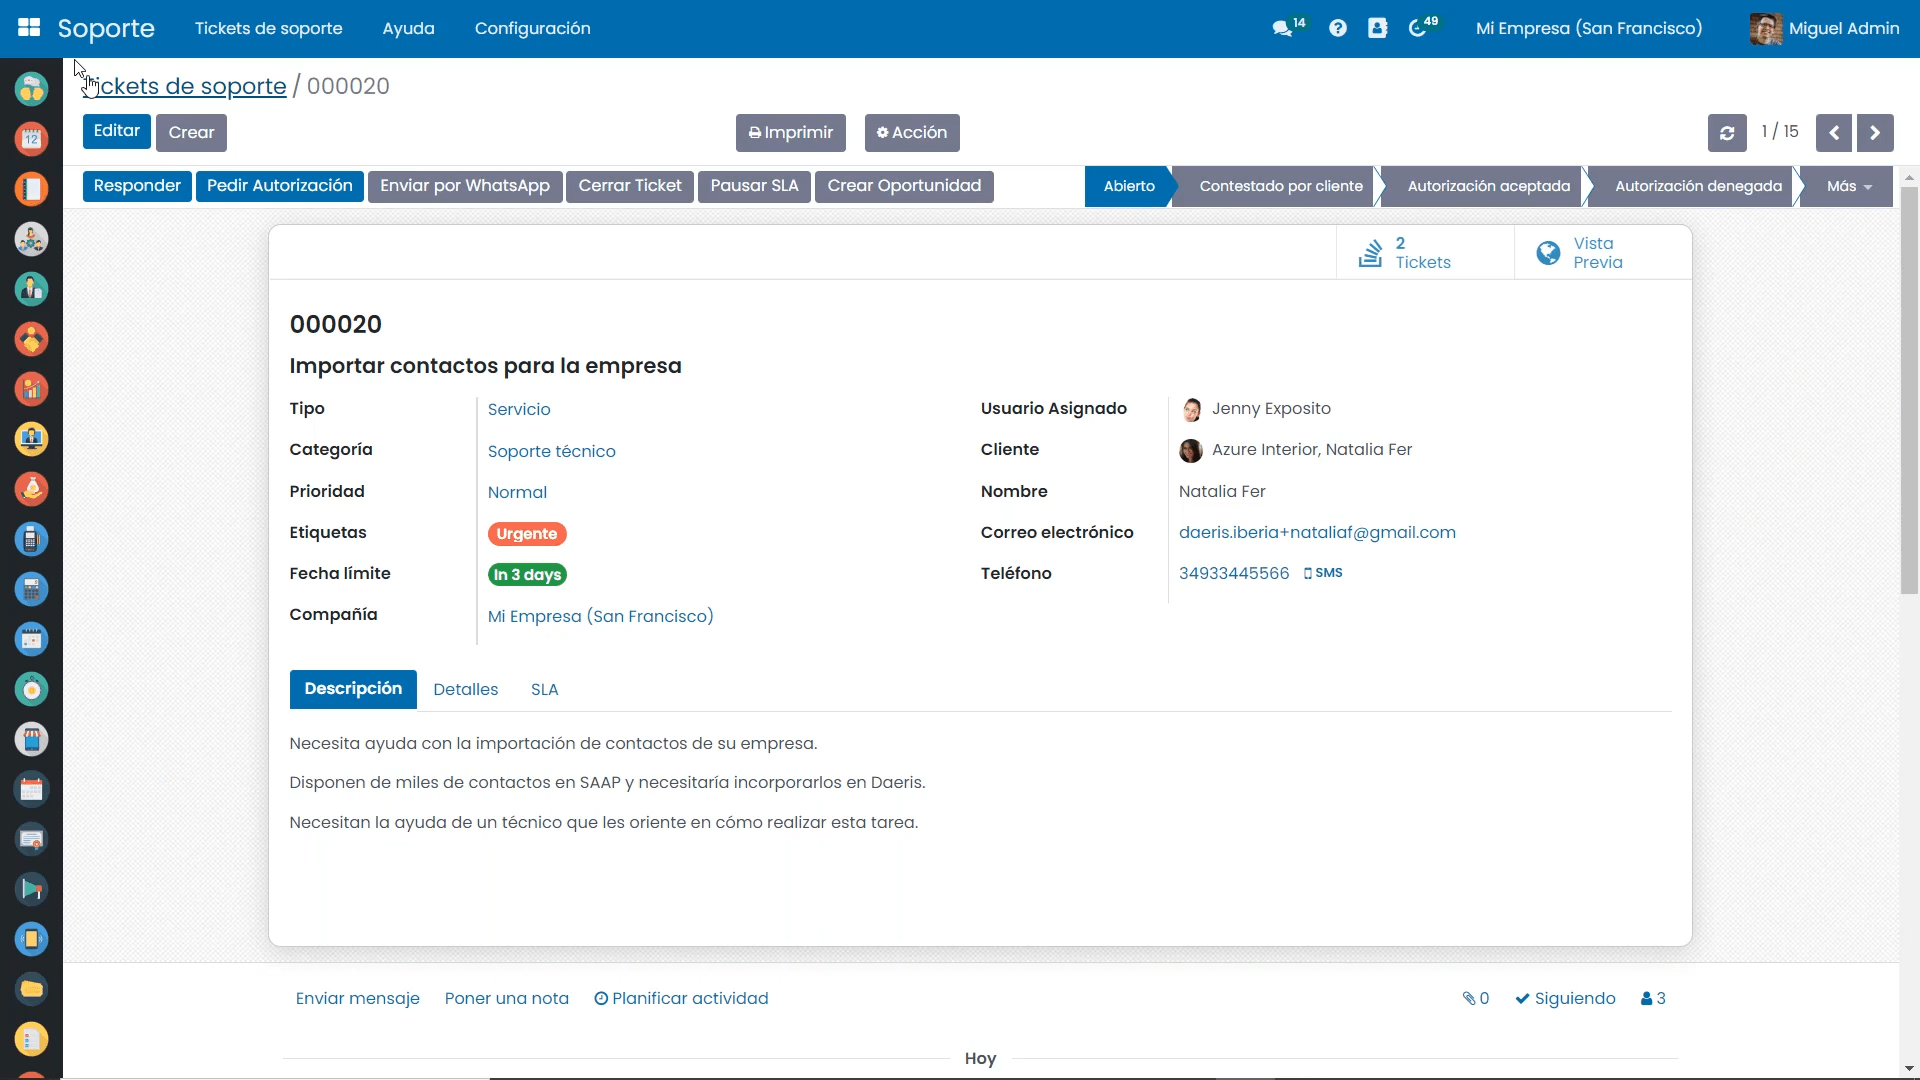 Soporte Tickets de soporte Ayuda Configuración 14 49 Mi Empresa (San Francisco) Miguel Admin
Tickets de soporte / 000020
Editar Crear Imprimir Acción 1 / 15
Responder Pedir Autorización Enviar por WhatsApp Cerrar Ticket Pausar SLA Crear Oportunidad Abierto Contestado por cliente Autorización aceptada Autorización denegada Más
2 Tickets
Vista Previa
000020
Importar contactos para la empresa
Tipo Servicio
Categoría Soporte técnico
Prioridad Normal
Etiquetas Urgente
Fecha límite In 3 days
Compañía Mi Empresa (San Francisco)
Usuario Asignado Jenny Exposito
Cliente Azure Interior, Natalia Fer
Nombre Natalia Fer
Correo electrónico daeris.iberia+nataliaf@gmail.com
Teléfono 34933445566 SMS
Descripción Detalles SLA
Necesita ayuda con la importación de contactos de su empresa.
Disponen de miles de contactos en SAAP y necesitaría incorporarlos en Daeris.
Necesitan la ayuda de un técnico que les oriente en cómo realizar esta tarea.
Enviar mensaje Poner una nota Planificar actividad 0 Siguiendo 3
Hoy